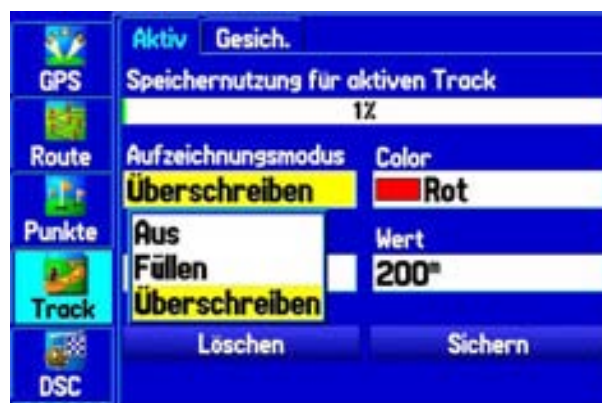 GPS
Route
Punkte
Track
DSC
Aktiv Gesich.
Speichernutzung für aktiven Track
1%
Aufzeichnungsmodus Color
Überschreiben Rot
Aus
Füllen
Überschreiben
Wert
200m
Löschen Sichern